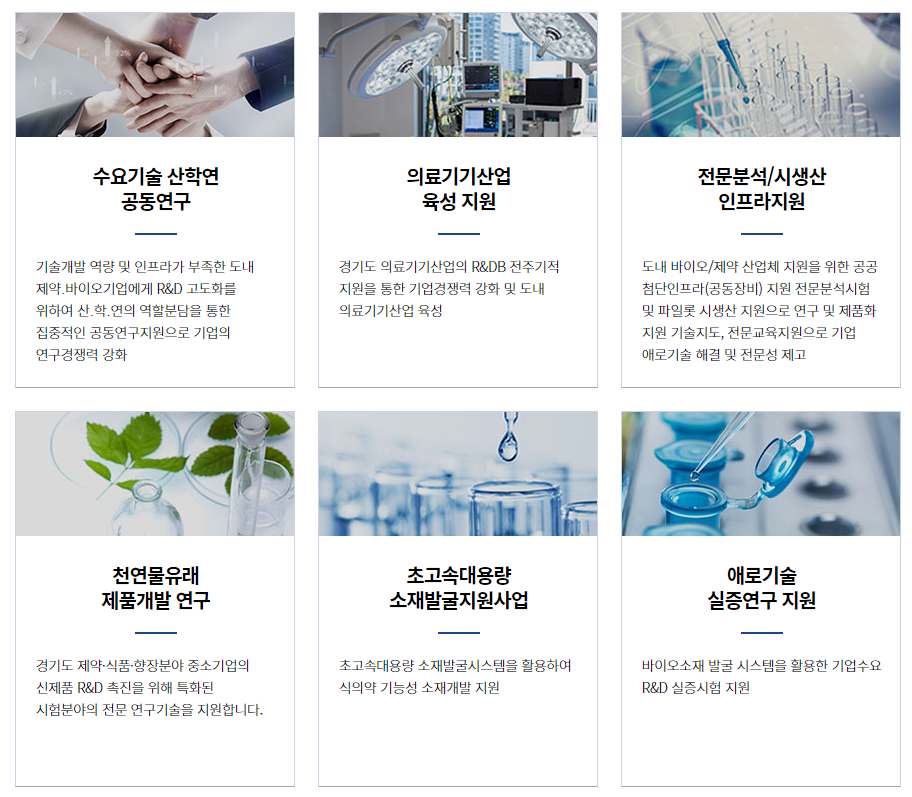 수요기술 산학연
공동연구
기술개발 역량 및 인프라가 부족한 도내
제약.바이오기업에게 R&D 고도화를
위하여 산.학.연의 역할분담을 통한
집중적인 공동연구지원으로 기업의
연구경쟁력 강화
의료기기산업
육성 지원
경기도 의료기기산업의 R&DB 전주기적
지원을 통한 기업경쟁력 강화 및 도내
의료기기산업 육성
전문분석/시생산
인프라지원
도내 바이오/제약 산업체 지원을 위한 공공
첨단인프라(공동장비) 지원 전문분석시험
및 파일롯 시생산 지원으로 연구 및 제품화
지원 기술지도, 전문교육지원으로 기업
애로기술 해결 및 전문성 제고
천연물유래
제품개발 연구
경기도 제약·식품·향장분야 중소기업의
신제품 R&D 촉진을 위해 특화된
시험분야의 전문 연구기술을 지원합니다.
초고속대용량
소재발굴지원사업
초고속대용량 소재발굴시스템을 활용하여
식의약 기능성 소재개발 지원
애로기술
실증연구 지원
바이오소재 발굴 시스템을 활용한 기업수요
R&D 실증시험 지원